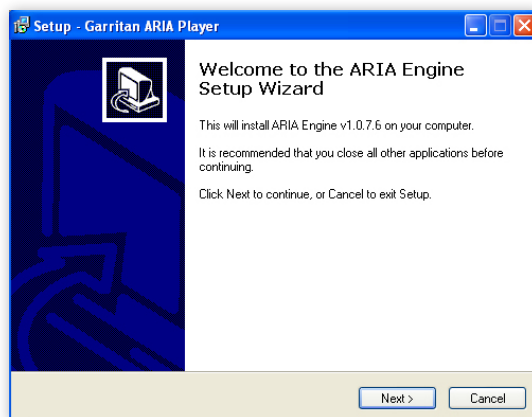 Setup - Garritan ARIA Player
Welcome to the ARIA Engine
Setup Wizard
This will install ARIA Engine v1.0.7.6 on your computer.
It is recommended that you close all other applications before
continuing.
Click Next to continue, or Cancel to exit Setup.
Next >
Cancel